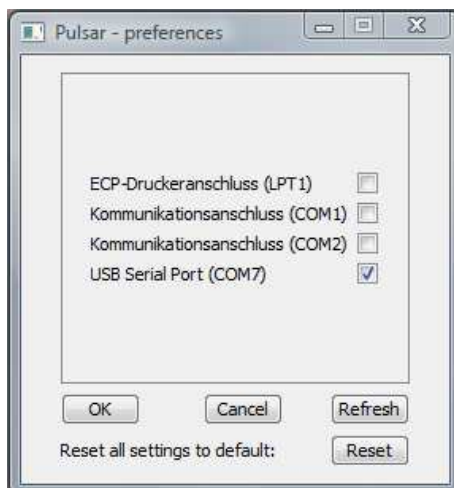 Pulsar - preferences
ECP-Druckeranschluss (LPT1)
Kommunikationsanschluss (COM1)
Kommunikationsanschluss (COM2)
USB Serial Port (COM7)
OK Cancel Refresh
Reset all settings to default: Reset